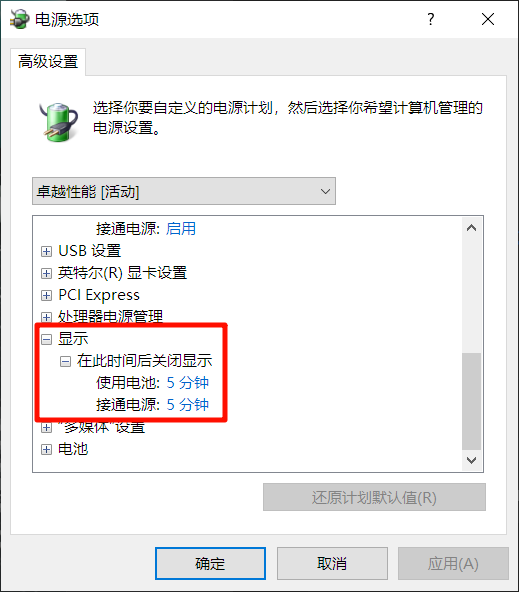 电源选项
高级设置
选择你要自定义的电源计划，然后选择你希望计算机管理的
电源设置。
卓越性能 [活动]
接通电源: 启用
USB 设置
英特尔(R) 显卡设置
PCI Express
处理器电源管理
显示
在此时间后关闭显示
使用电池: 5 分钟
接通电源: 5 分钟
"多媒体"设置
电池
还原计划默认值(R)
确定 取消 应用(A)